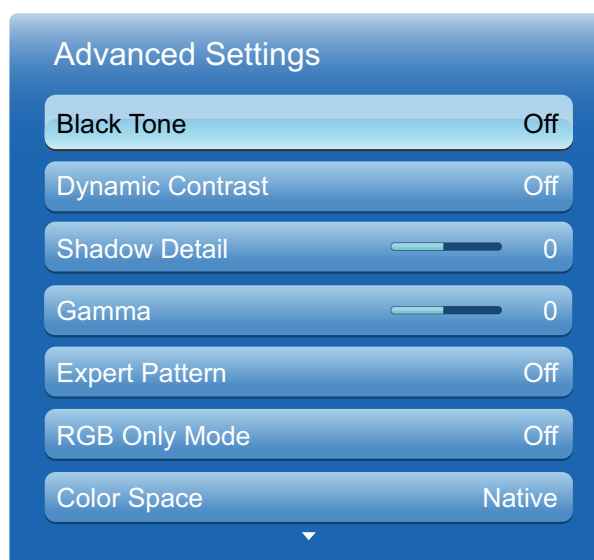 Advanced Settings
Black Tone Off
Dynamic Contrast Off
Shadow Detail 0
Gamma 0
Expert Pattern Off
RGB Only Mode Off
Color Space Native